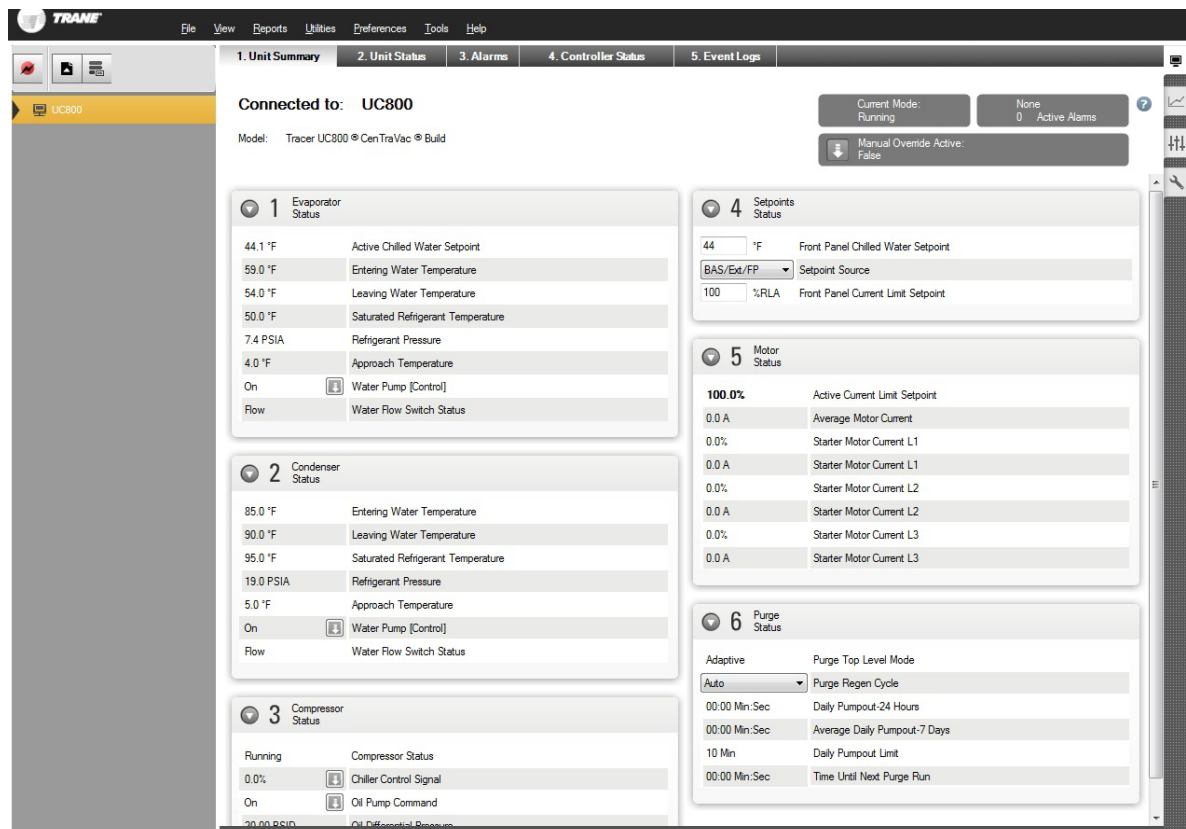 TRANE
File View Reports Utilities Preferences Tools Help
1. Unit Summary 2. Unit Status 3. Alarms 4. Controller Status 5. Event Logs
UC800
Connected to: UC800
Model: Tracer UC800 ® CenTraVac ® Build
Current Mode:
Running
None
0 Active Alarms
?
Manual Override Active:
False
1 Evaporator
Status
44.1 °F Active Chilled Water Setpoint
59.0 °F Entering Water Temperature
54.0 °F Leaving Water Temperature
50.0 °F Saturated Refrigerant Temperature
7.4 PSIA Refrigerant Pressure
4.0 °F Approach Temperature
On Water Pump [Control]
Flow Water Flow Switch Status
2 Condenser
Status
85.0 °F Entering Water Temperature
90.0 °F Leaving Water Temperature
95.0 °F Saturated Refrigerant Temperature
19.0 PSIA Refrigerant Pressure
5.0 °F Approach Temperature
On Water Pump [Control]
Flow Water Flow Switch Status
3 Compressor
Status
Running Compressor Status
0.0% Chiller Control Signal
On Oil Pump Command
20.00 PSID Oil Differential Pressure
4 Setpoints
Status
44 °F Front Panel Chilled Water Setpoint
BAS/Ext/FP Setpoint Source
100 %RLA Front Panel Current Limit Setpoint
5 Motor
Status
100.0% Active Current Limit Setpoint
0.0 A Average Motor Current
0.0% Starter Motor Current L1
0.0 A Starter Motor Current L1
0.0% Starter Motor Current L2
0.0 A Starter Motor Current L2
0.0% Starter Motor Current L3
0.0 A Starter Motor Current L3
6 Purge
Status
Adaptive Purge Top Level Mode
Auto Purge Regen Cycle
00:00 Min:Sec Daily Pumpout-24 Hours
00:00 Min:Sec Average Daily Pumpout-7 Days
10 Min Daily Pumpout Limit
00:00 Min:Sec Time Until Next Purge Run